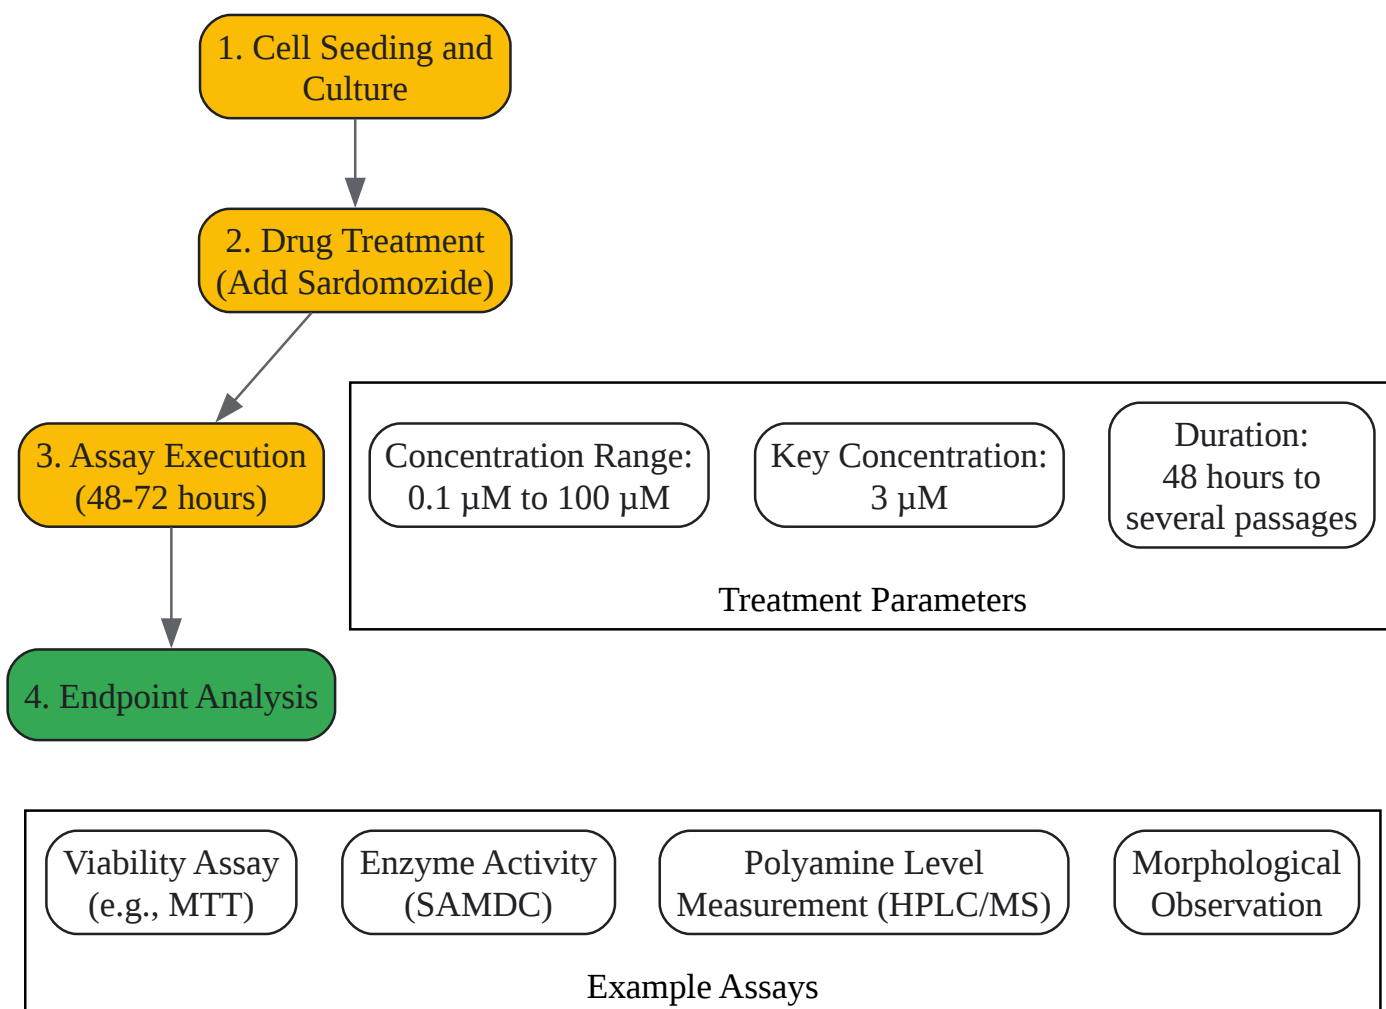 1. Cell Seeding and
Culture
2. Drug Treatment
(Add Sardomozide)
3. Assay Execution
(48-72 hours)
Concentration Range:
0.1 µM to 100 µM
Key Concentration:
3 µM
Duration:
48 hours to
several passages
Treatment Parameters
4. Endpoint Analysis
Viability Assay
(e.g., MTT)
Enzyme Activity
(SAMDC)
Polyamine Level
Measurement (HPLC/MS)
Morphological
Observation
Example Assays